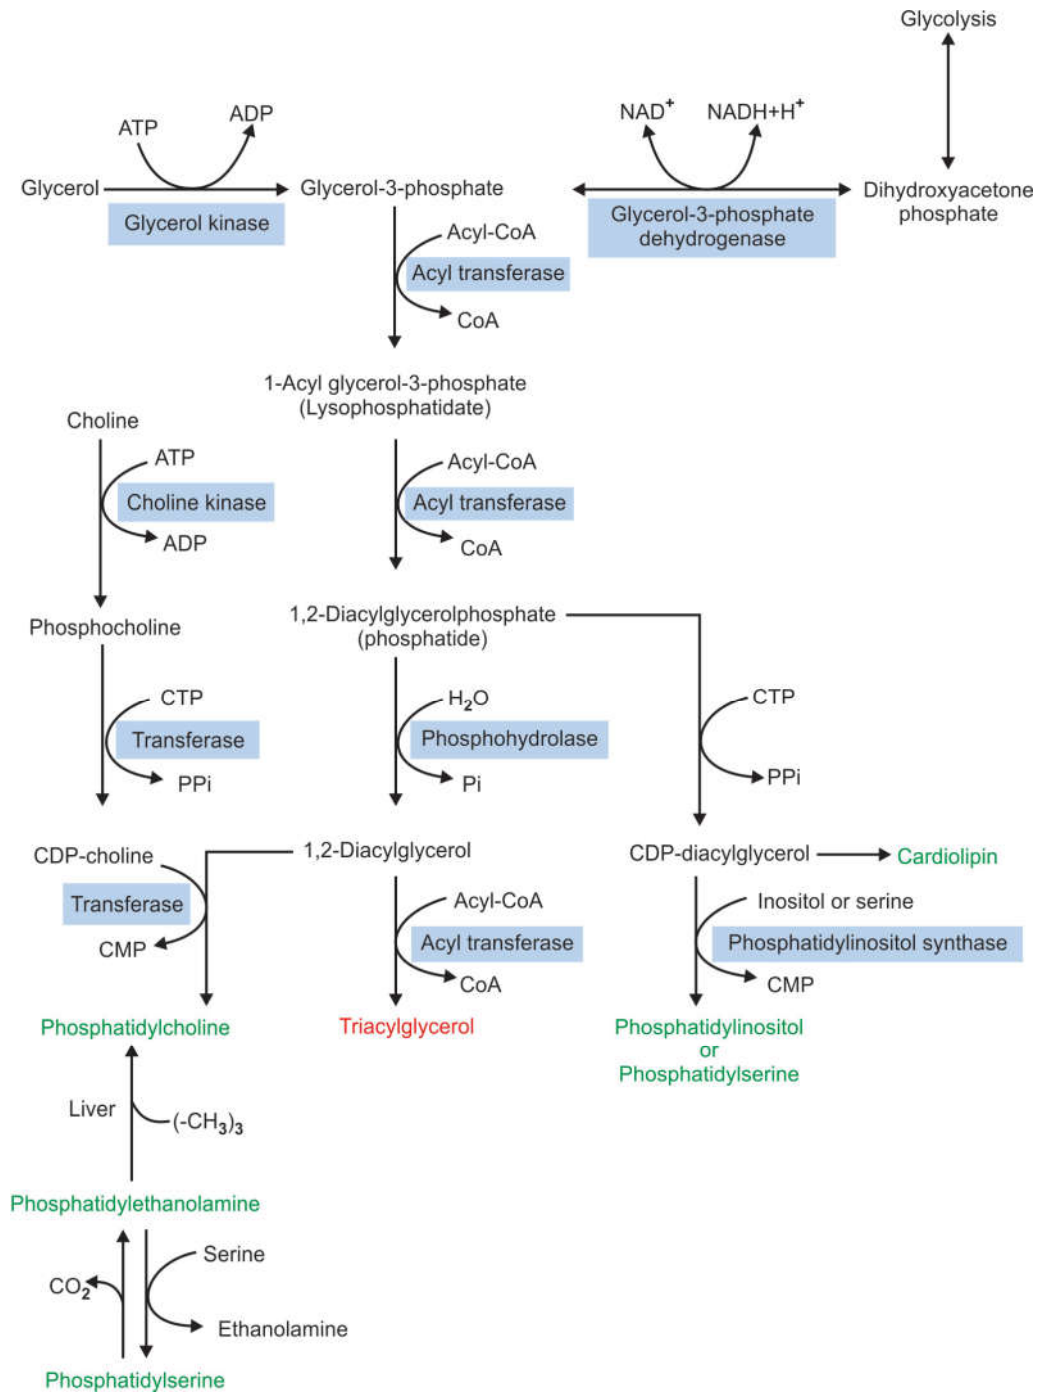 Glycolysis
ATP
ADP
NAD⁺
NADH+H⁺
Glycerol
Glycerol-3-phosphate
Dihydroxyacetone
phosphate
Glycerol kinase
Glycerol-3-phosphate
dehydrogenase
Acyl-CoA
Acyl transferase
CoA
1-Acyl glycerol-3-phosphate
(Lysophosphatidate)
Choline
ATP
Choline kinase
ADP
Acyl-CoA
Acyl transferase
CoA
Phosphocholine
1,2-Diacylglycerolphosphate
(phosphatide)
CTP
Transferase
PPi
H₂O
Phosphohydrolase
Pi
CTP
PPi
CDP-choline
1,2-Diacylglycerol
CDP-diacylglycerol
Cardiolipin
Transferase
CMP
Acyl-CoA
Acyl transferase
CoA
Inositol or serine
Phosphatidylinositol synthase
CMP
Phosphatidylcholine
Triacylglycerol
Phosphatidylinositol
or
Phosphatidylserine
Liver
(-CH₃)₃
Phosphatidylethanolamine
CO₂
Serine
Ethanolamine
Phosphatidylserine